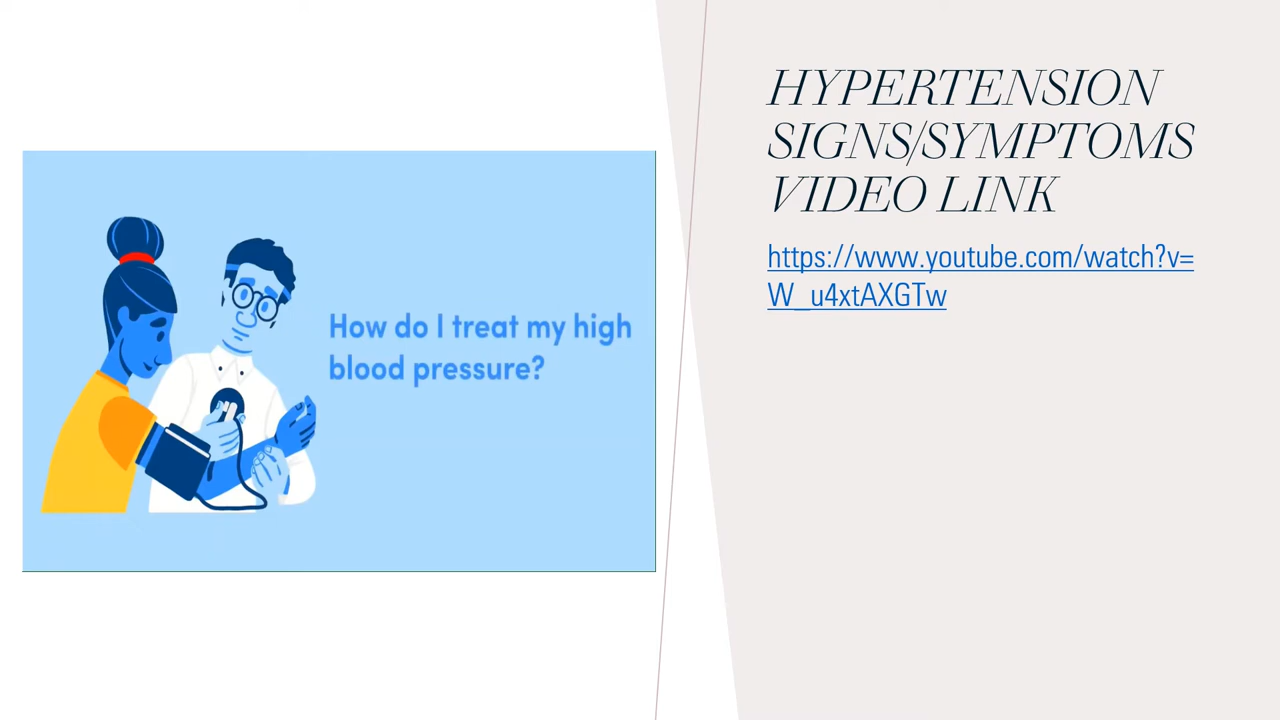 HYPERTENSION
SIGNS/SYMPTOMS
VIDEO LINK
https://www.youtube.com/watch?v=
W_u4xtAXGTw
How do I treat my high
blood pressure?